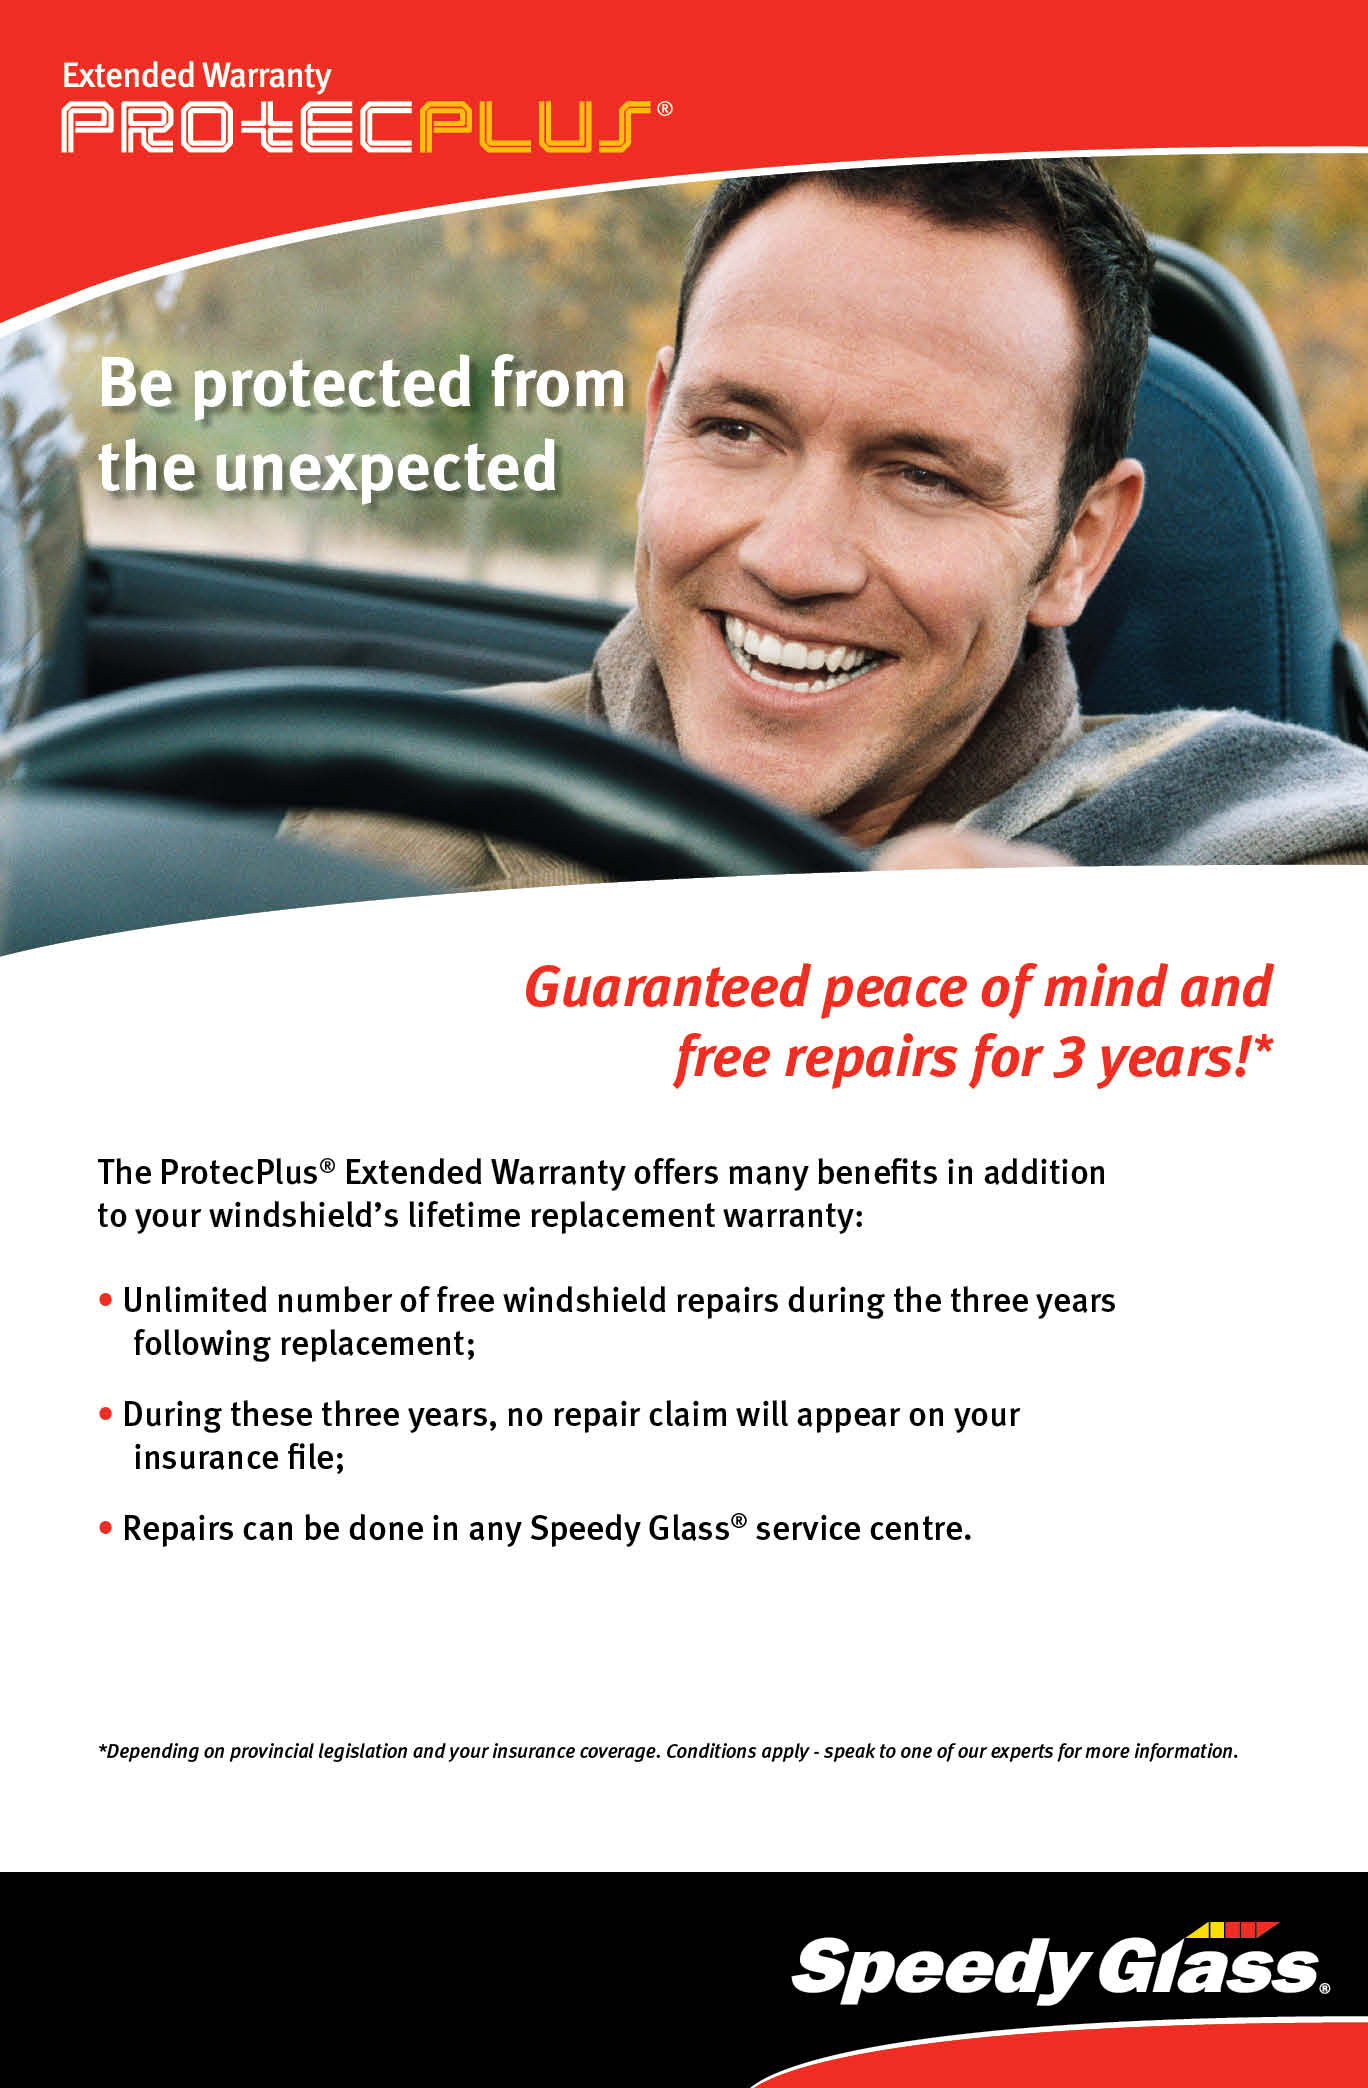 Extended Warranty
PROTECPLUS®
Be protected from
the unexpected
Guaranteed peace of mind and
free repairs for 3 years!*
The ProtecPlus® Extended Warranty offers many benefits in addition
to your windshield’s lifetime replacement warranty:
• Unlimited number of free windshield repairs during the three years
following replacement;
• During these three years, no repair claim will appear on your
insurance file;
• Repairs can be done in any Speedy Glass® service centre.
*Depending on provincial legislation and your insurance coverage. Conditions apply - speak to one of our experts for more information.
Speedy Glass®